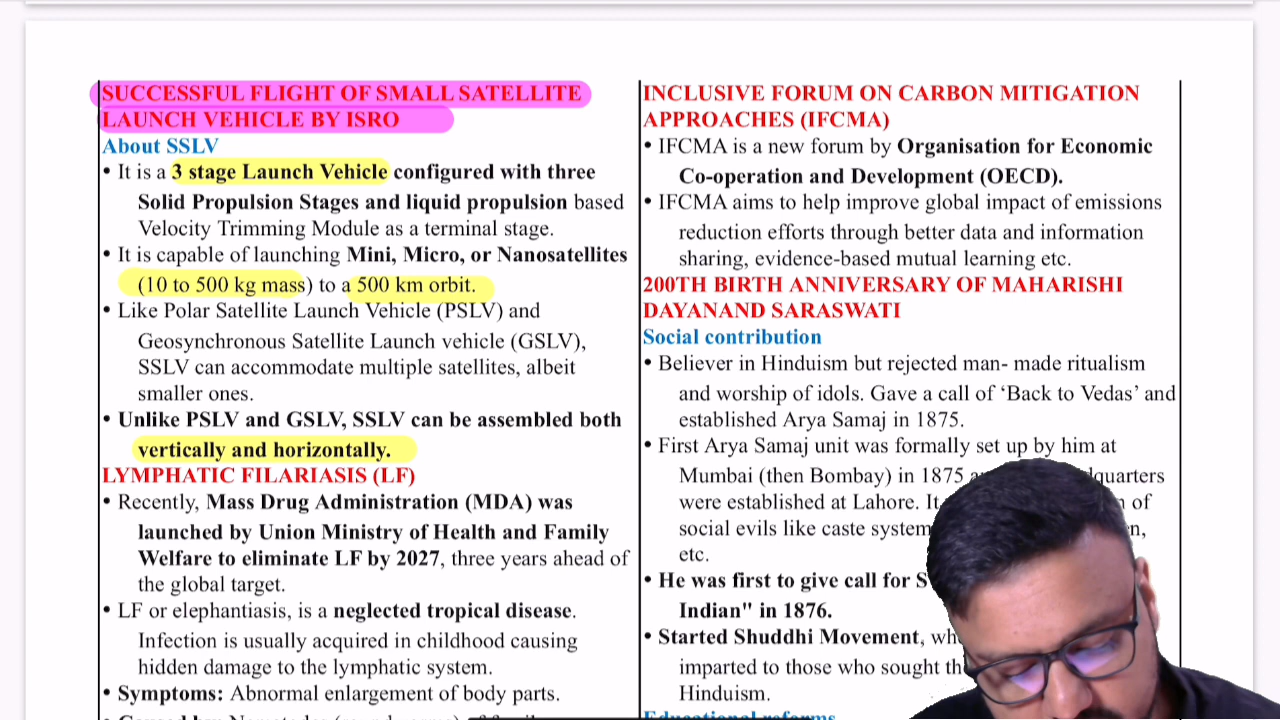 SUCCESSFUL FLIGHT OF SMALL SATELLITE
LAUNCH VEHICLE BY ISRO
About SSLV
• It is a 3 stage Launch Vehicle configured with three
Solid Propulsion Stages and liquid propulsion based
Velocity Trimming Module as a terminal stage.
• It is capable of launching Mini, Micro, or Nanosatellites
(10 to 500 kg mass) to a 500 km orbit.
• Like Polar Satellite Launch Vehicle (PSLV) and
Geosynchronous Satellite Launch vehicle (GSLV),
SSLV can accommodate multiple satellites, albeit
smaller ones.
• Unlike PSLV and GSLV, SSLV can be assembled both
vertically and horizontally.
LYMPHATIC FILARIASIS (LF)
• Recently, Mass Drug Administration (MDA) was
launched by Union Ministry of Health and Family
Welfare to eliminate LF by 2027, three years ahead of
the global target.
• LF or elephantiasis, is a neglected tropical disease.
Infection is usually acquired in childhood causing
hidden damage to the lymphatic system.
• Symptoms: Abnormal enlargement of body parts.
INCLUSIVE FORUM ON CARBON MITIGATION
APPROACHES (IFCMA)
• IFCMA is a new forum by Organisation for Economic
Co-operation and Development (OECD).
• IFCMA aims to help improve global impact of emissions
reduction efforts through better data and information
sharing, evidence-based mutual learning etc.
200TH BIRTH ANNIVERSARY OF MAHARISHI
DAYANAND SARASWATI
Social contribution
• Believer in Hinduism but rejected man- made ritualism
and worship of idols. Gave a call of ‘Back to Vedas’ and
established Arya Samaj in 1875.
• First Arya Samaj unit was formally set up by him at
Mumbai (then Bombay) in 1875
were established at Lahore. It of
social evils like caste system
etc.
• He was first to give call for
Indian" in 1876.
• Started Shuddhi Movement,
imparted to those who sought
Hinduism.
Educational reforms